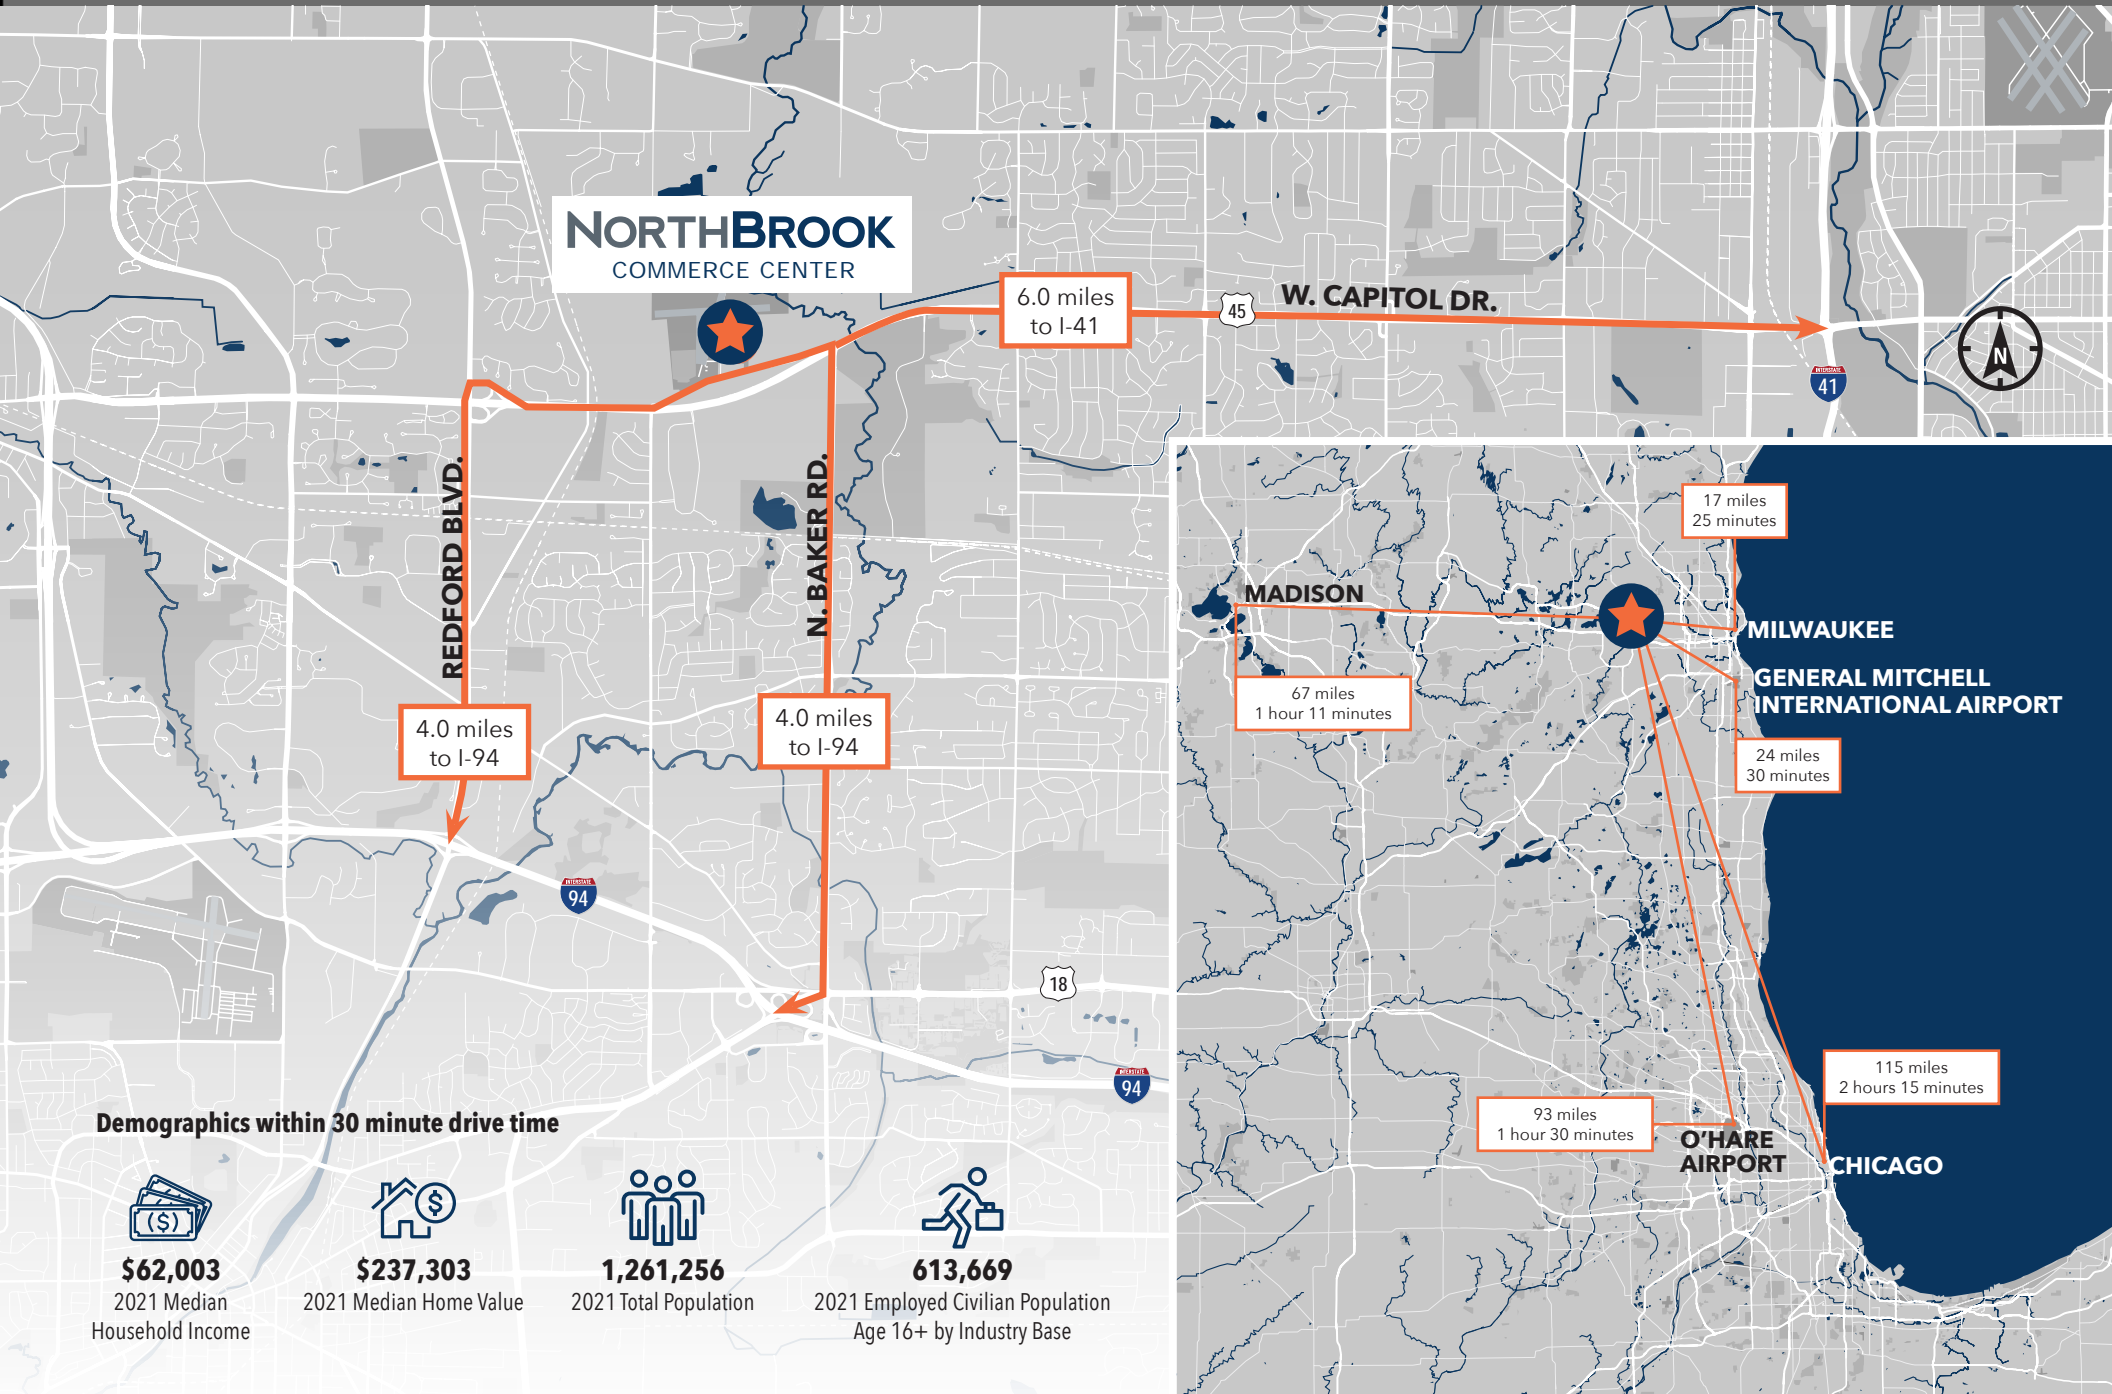 NORTHBROOK
COMMERCE CENTER
6.0 miles
to I-41
45
W. CAPITOL DR.
N
INTERSTATE
41
REDFORD BLVD.
N. BAKER RD.
4.0 miles
to I-94
4.0 miles
to I-94
INTERSTATE
94
18
INTERSTATE
94
17 miles
25 minutes
MADISON
MILWAUKEE
GENERAL MITCHELL
INTERNATIONAL AIRPORT
67 miles
1 hour 11 minutes
24 miles
30 minutes
115 miles
2 hours 15 minutes
93 miles
1 hour 30 minutes
O'HARE
AIRPORT
CHICAGO
Demographics within 30 minute drive time
($)
$
$62,003
2021 Median
Household Income
$237,303
2021 Median Home Value
1,261,256
2021 Total Population
613,669
2021 Employed Civilian Population
Age 16+ by Industry Base